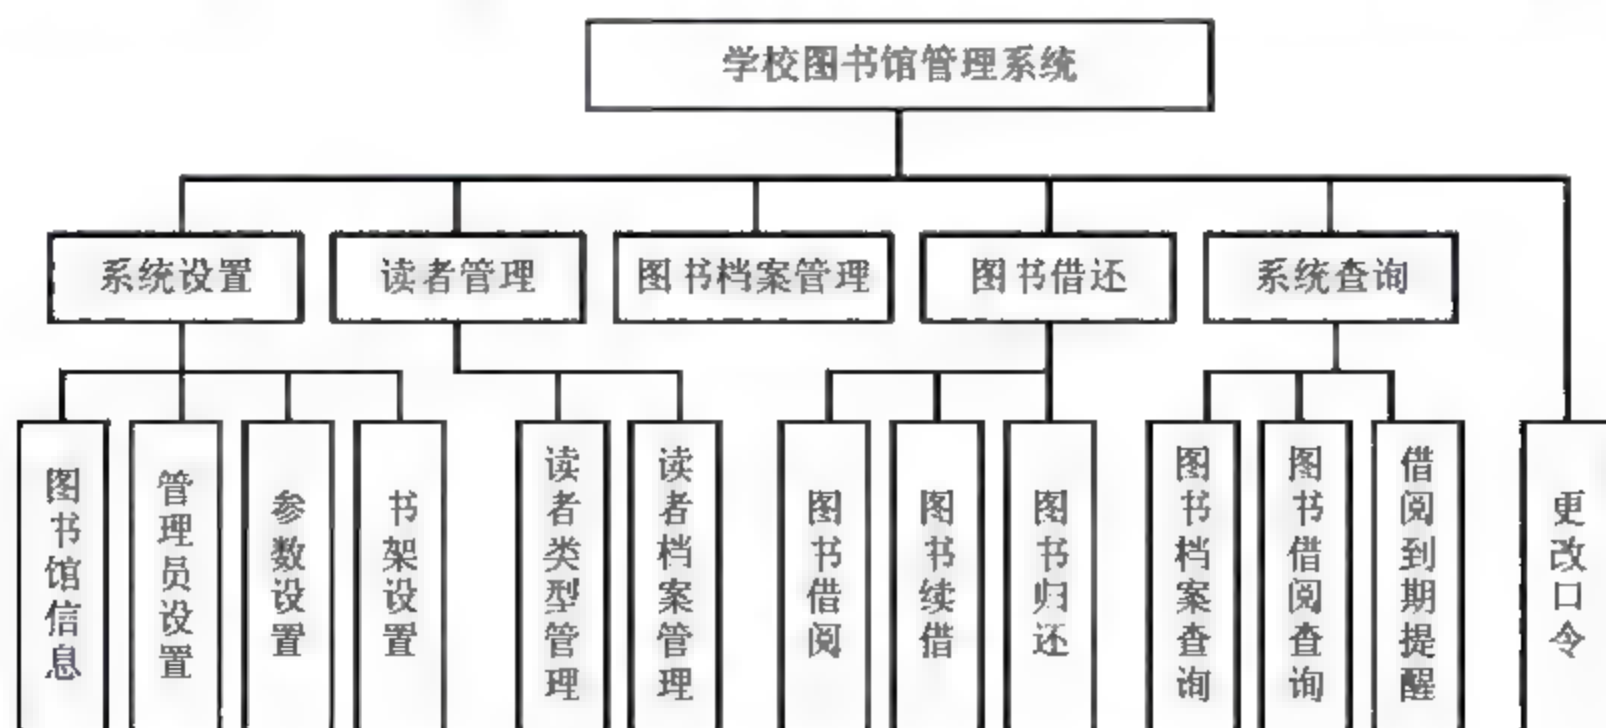 学校图书馆管理系统
系统设置
读者管理
图书档案管理
图书借还
系统查询
图书馆信息
管理员设置
参数设置
书架设置
读者类型管理
读者档案管理
图书借阅
图书续借
图书归还
图书档案查询
图书借阅查询
借阅到期提醒
更改口令